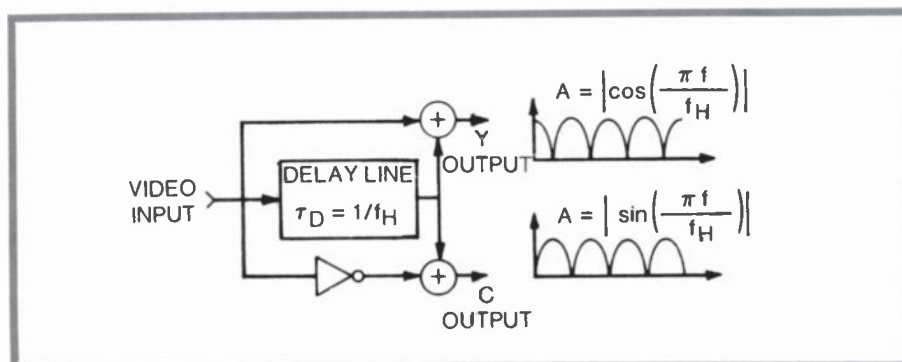 VIDEO INPUT
DELAY LINE
τD = 1/fH
+
Y OUTPUT
+
C OUTPUT
A = |cos(πf/fH)|
A = |sin(πf/fH)|